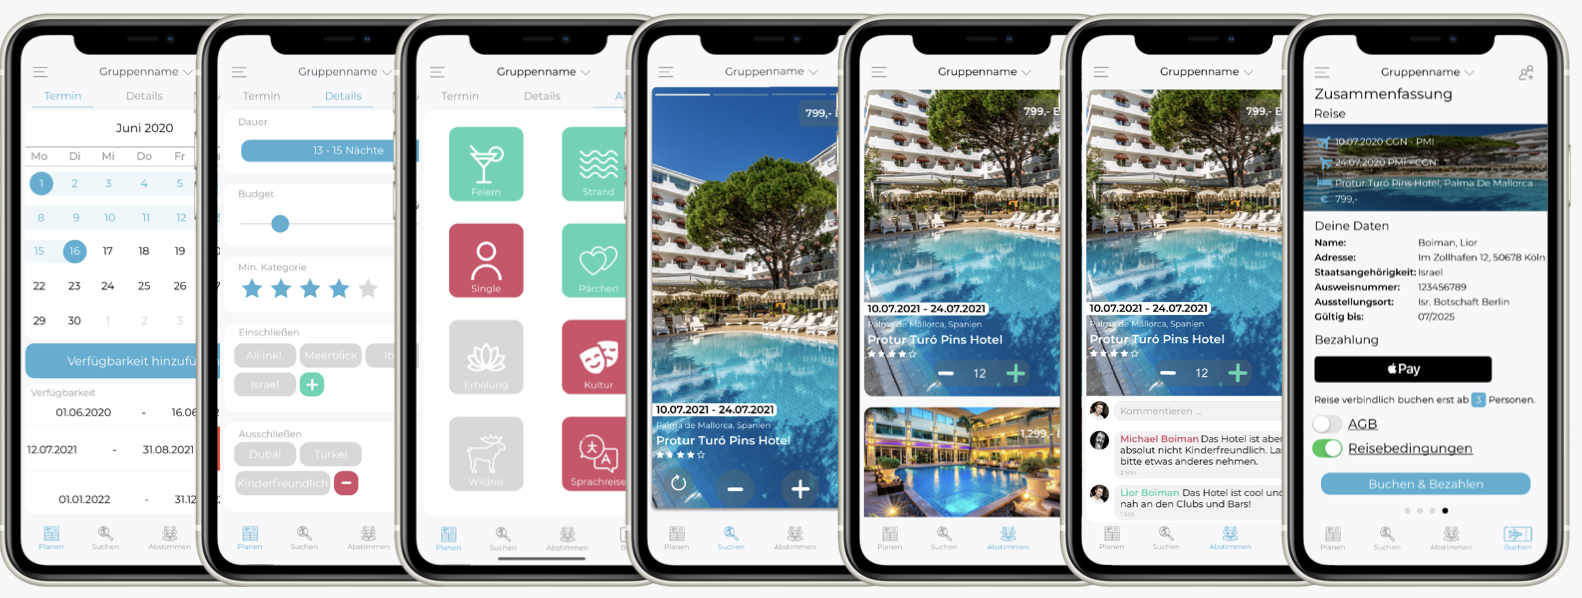 Gruppenname
Termin
Details
Juni 2020
Mo Di Mi Do Fr
1 2 3 4 5
8 9 10 11 12
15 16 17 18 19
22 23 24 25 26
29 30 1 2 3
Verfügbarkeit hinzufü
Verfügbarkeit
01.06.2020 - 16.06
12.07.2021 - 31.08.2021
01.01.2022 - 31.12
Planen Suchen Abstimmen
Gruppenname
Termin Details
Dauer
13 - 15 Nächte
Budget
Min. Kategorie
Einschließen
All inkl. Meerblick Ib
Israel +
Ausschließen
Dubai Türkei
Kinderfreundlich −
Planen Suchen Abstimmen
Gruppenname
Termin Details A
Feiern Strand
Single Pärchen
Erholung Kultur
Wildnis Sprachreise
Planen Suchen Abstimmen B
Gruppenname
799,-
10.07.2021 - 24.07.2021
Palma de Mallorca, Spanien
Protur Turó Pins Hotel
− +
Planen Suchen Abstimmen
Gruppenname
799,- E
10.07.2021 - 24.07.2021
Palma de Mallorca, Spanien
Protur Turó Pins Hotel
− 12 +
1.299,-
Planen Suchen Abstimmen
Gruppenname
799,- E
10.07.2021 - 24.07.2021
Palma de Mallorca, Spanien
Protur Turó Pins Hotel
− 12 +
Kommentieren ...
Michael Boiman Das Hotel ist aber
absolut nicht Kinderfreundlich. La
bitte etwas anderes nehmen.
2 Min.
Lior Boiman Das Hotel ist cool und
nah an den Clubs und Bars!
1 Std
Planen Suchen Abstimmen
Gruppenname
Zusammenfassung
Reise
10.07.2020 CGN - PMI
24.07.2020 PMI - CGN
Protur Turó Pins Hotel, Palma De Mallorca
€ 799,-
Deine Daten
Name: Boiman, Lior
Adresse: Im Zollhafen 12, 50678 Köln
Staatsangehörigkeit: Israel
Ausweisnummer: 123456789
Ausstellungsort: Isr. Botschaft Berlin
Gültig bis: 07/2025
Bezahlung
Pay
Reise verbindlich buchen erst ab 3 Personen.
AGB
Reisebedingungen
Buchen & Bezahlen
Planen Suchen Abstimmen Buchen